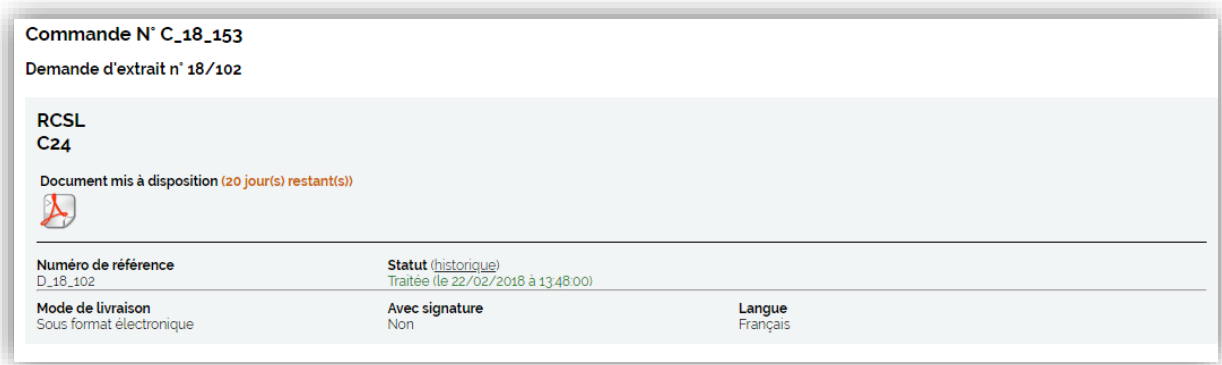 Commande N° C_18_153
Demande d'extrait n° 18/102
RCSL
C24
Document mis à disposition (20 jour(s) restant(s))
Numéro de référence
D_18_102
Statut (historique)
Traitée (le 22/02/2018 à 13:48:00)
Mode de livraison
Sous format électronique
Avec signature
Non
Langue
Français